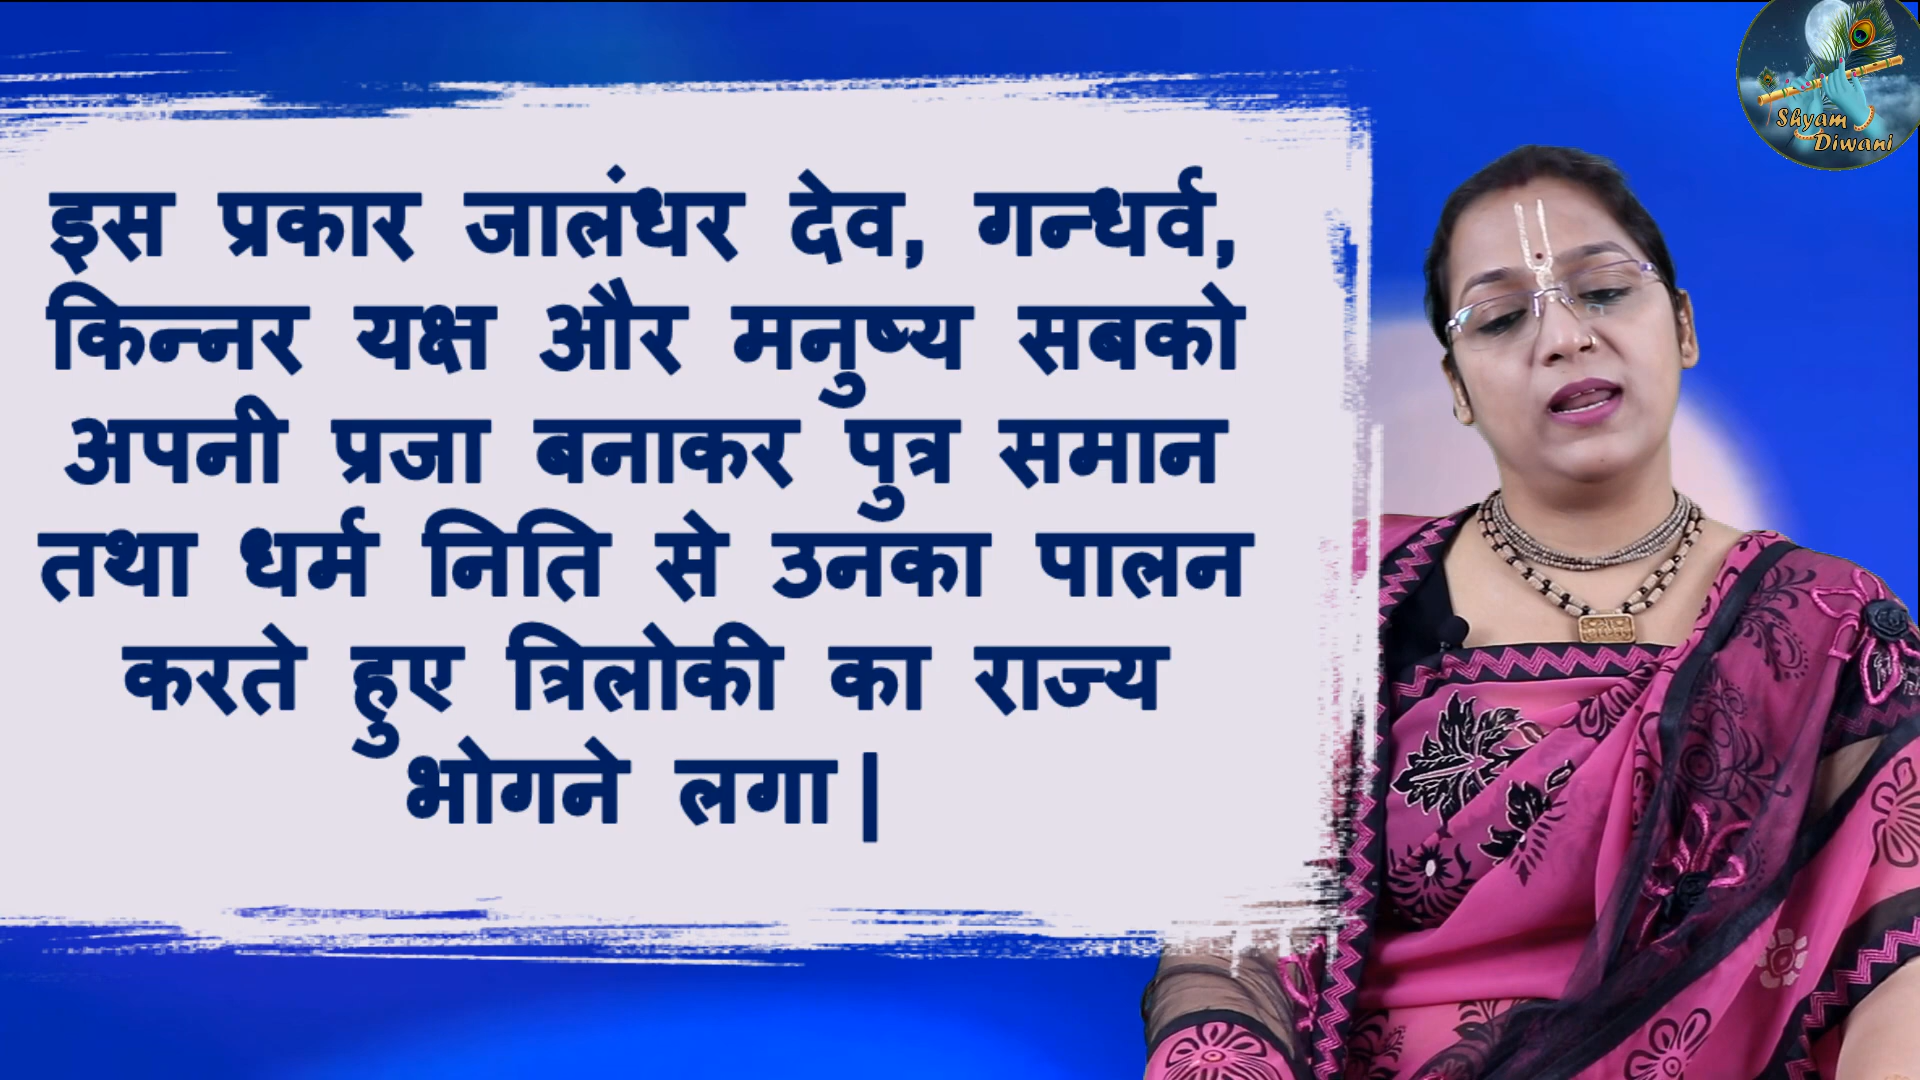 इस प्रकार जालंधर देव, गन्धर्व,
किन्नर यक्ष और मनुष्य सबको
अपनी प्रजा बनाकर पुत्र समान
तथा धर्म निति से उनका पालन
करते हुए त्रिलोकी का राज्य
भोगने लगा|
Shyam
Diwani